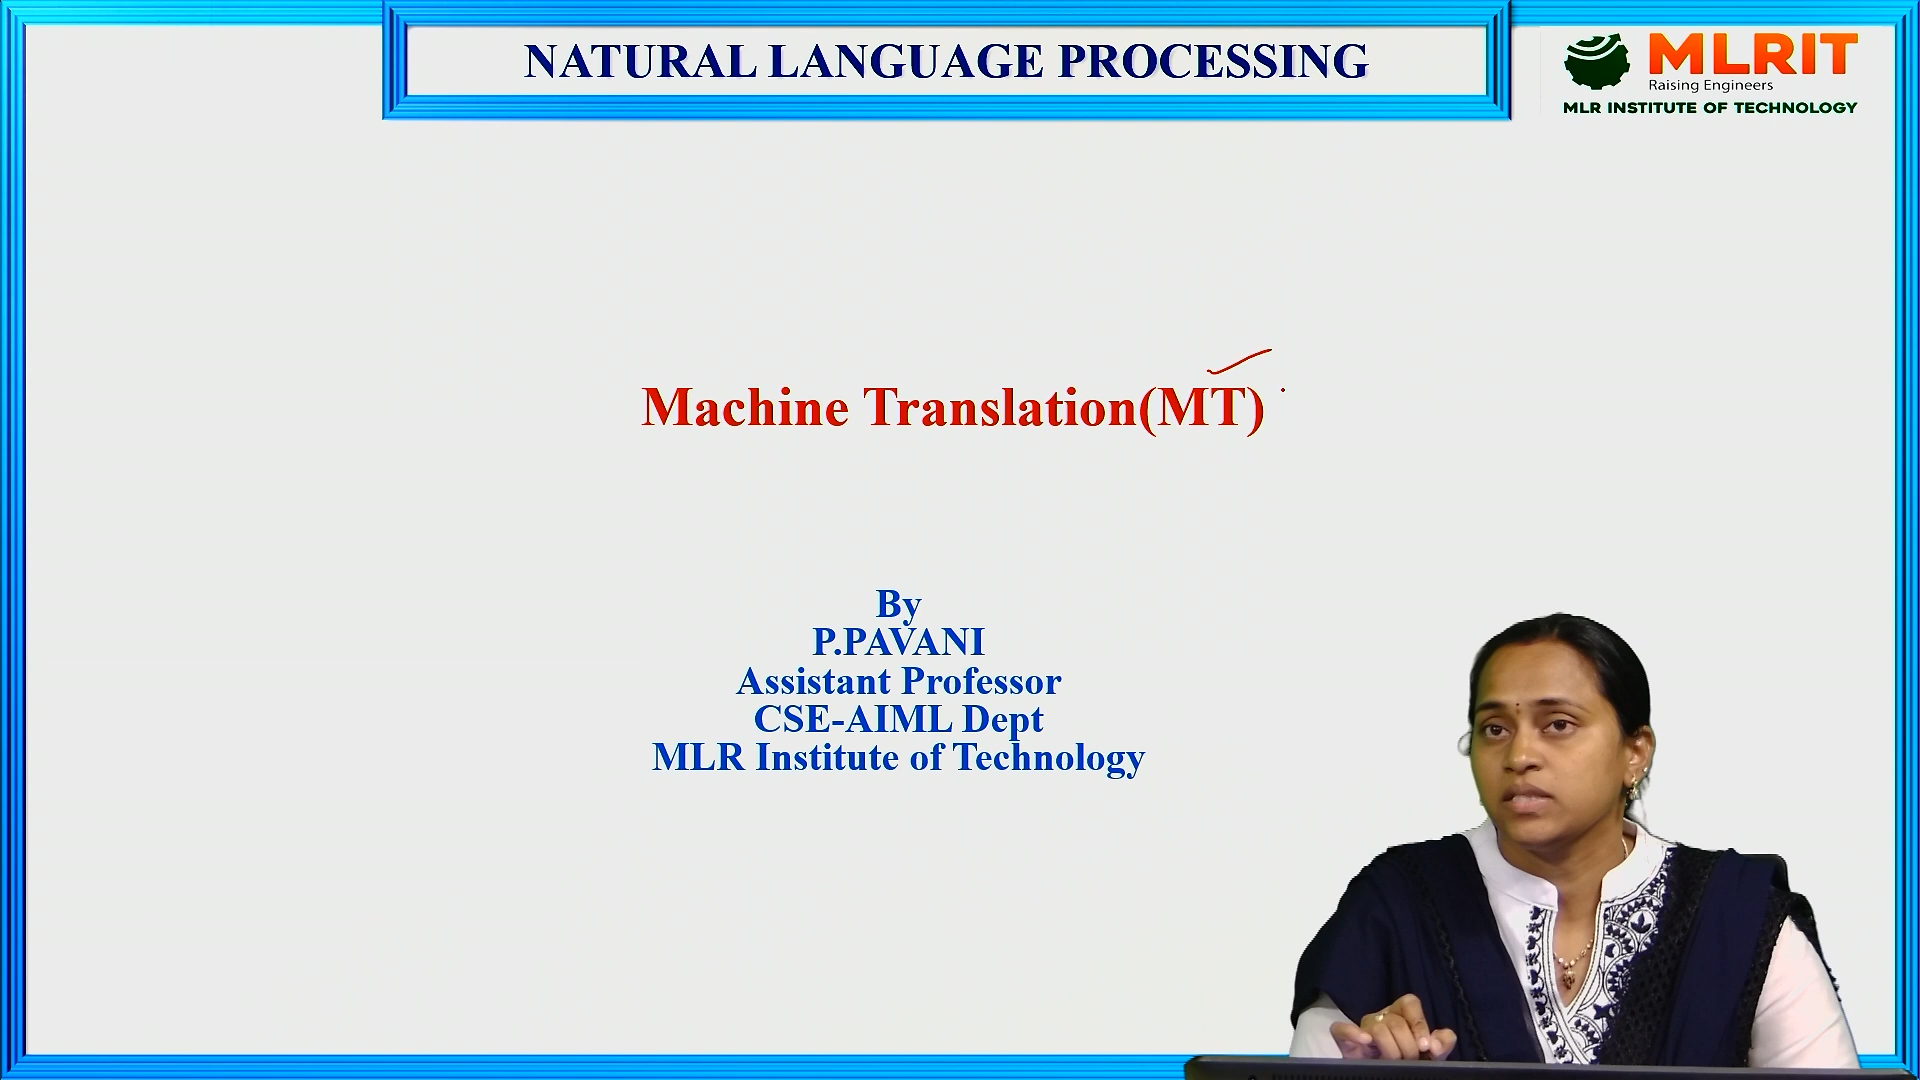 NATURAL LANGUAGE PROCESSING
MLRIT
Raising Engineers
MLR INSTITUTE OF TECHNOLOGY
Machine Translation(MT)
By
P.PAVANI
Assistant Professor
CSE-AIML Dept
MLR Institute of Technology